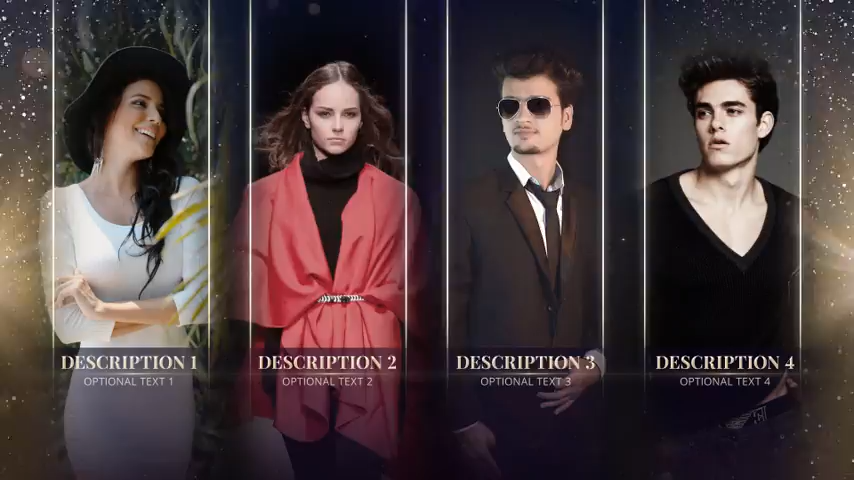 DESCRIPTION 1
OPTIONAL TEXT 1
DESCRIPTION 2
OPTIONAL TEXT 2
DESCRIPTION 3
OPTIONAL TEXT 3
DESCRIPTION 4
OPTIONAL TEXT 4